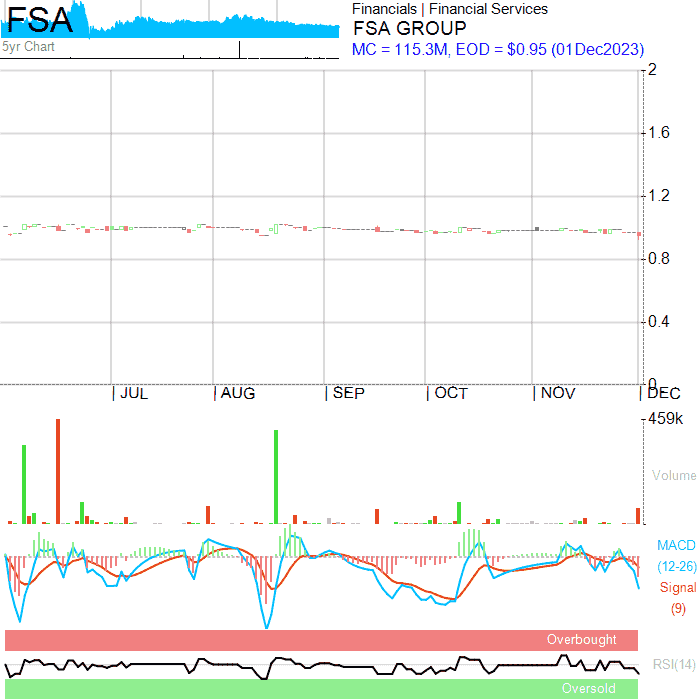 FSA
5yr Chart
Financials | Financial Services
FSA GROUP
MC = 115.3M, EOD = $0.95 (01Dec2023)
2
1.6
1.2
0.8
0.4
0
JUL
AUG
SEP
OCT
NOV
DEC
459k
Volume
MACD
(12-26)
Signal
(9)
Overbought
RSI(14)
Oversold